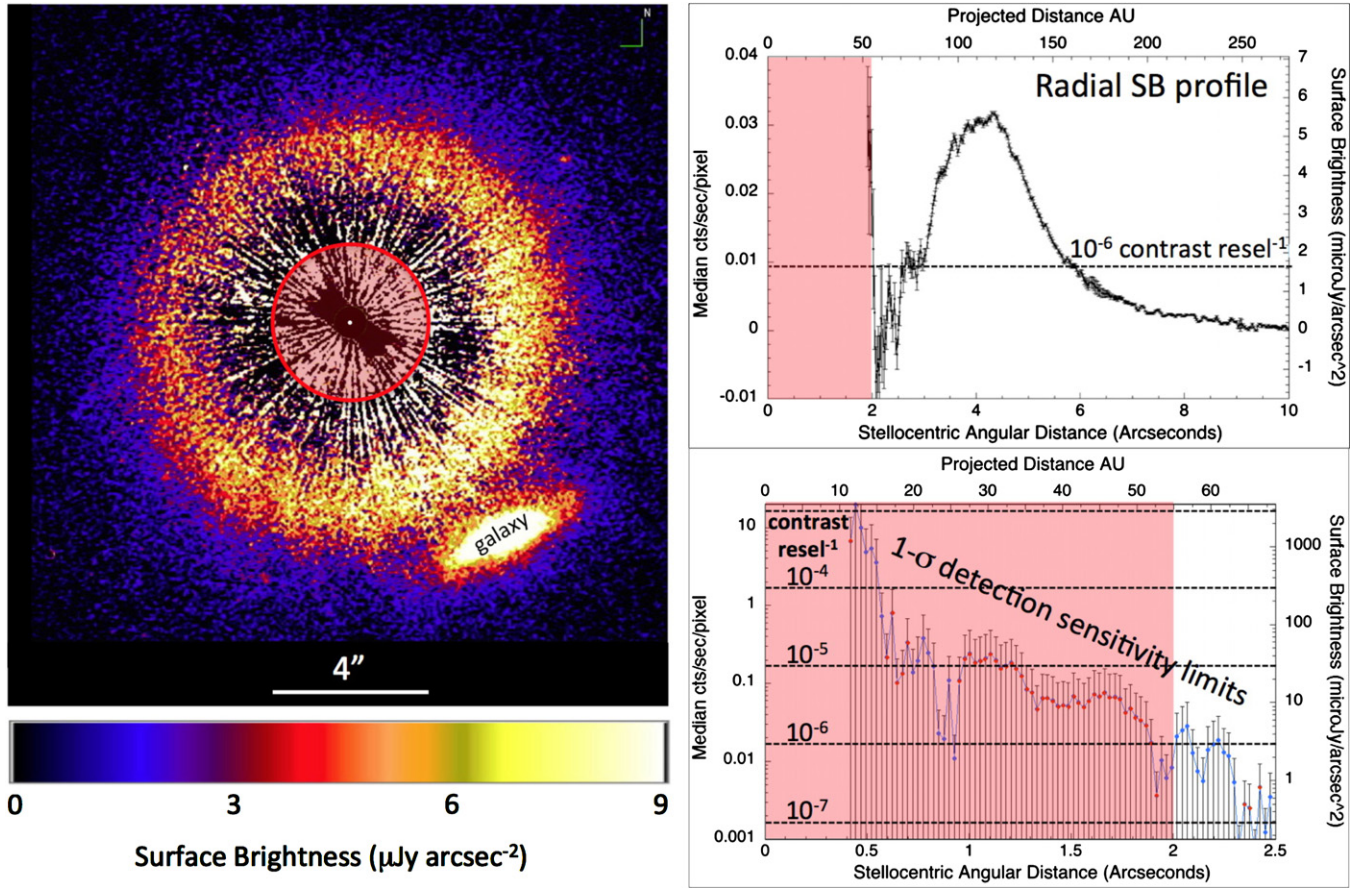 N
galaxy
4”
0 3 6 9
Surface Brightness (μJy arcsec-2)
Projected Distance AU
0 50 100 150 200 250
Radial SB profile
10-6 contrast resel-1
0.04
0.03
0.02
0.01
0
-0.01
Median cts/sec/pixel
7
6
5
4
3
2
1
0
-1
Surface Brightness (microJy/arcsec^2)
0 2 4 6 8 10
Stellocentric Angular Distance (Arcseconds)
Projected Distance AU
0 10 20 30 40 50 60
contrast
resel-1
10-4
10-5
10-6
10-7
1-σ detection sensitivity limits
10
1
0.1
0.01
0.001
Median cts/sec/pixel
1000
100
10
1
Surface Brightness (microJy/arcsec^2)
0 0.5 1 1.5 2 2.5
Stellocentric Angular Distance (Arcseconds)